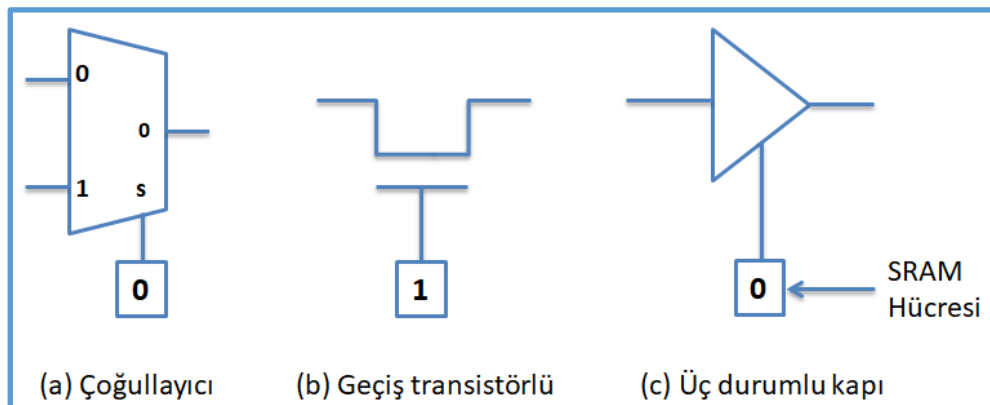 0
0
1
s
0
1
0
SRAM
Hücresi
(a) Çoğullayıcı
(b) Geçiş transistörlü
(c) Üç durumlu kapı